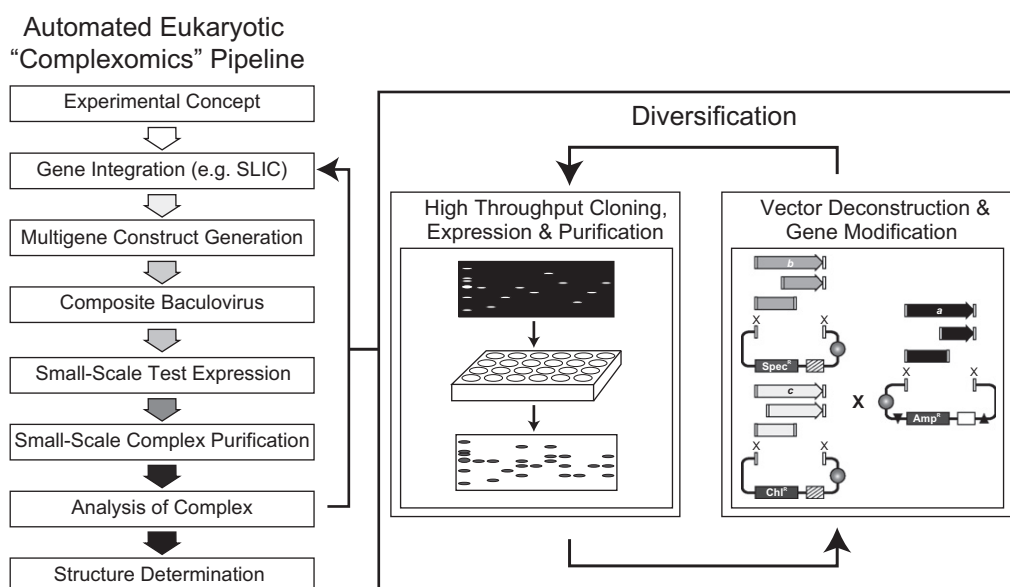 Automated Eukaryotic
“Complexomics” Pipeline
Experimental Concept
Gene Integration (e.g. SLIC)
Multigene Construct Generation
Composite Baculovirus
Small-Scale Test Expression
Small-Scale Complex Purification
Analysis of Complex
Structure Determination
Diversification
High Throughput Cloning,
Expression & Purification
Vector Deconstruction &
Gene Modification
b
X X
Spec^R
c
X X
Chl^R
X
a
X X
Amp^R